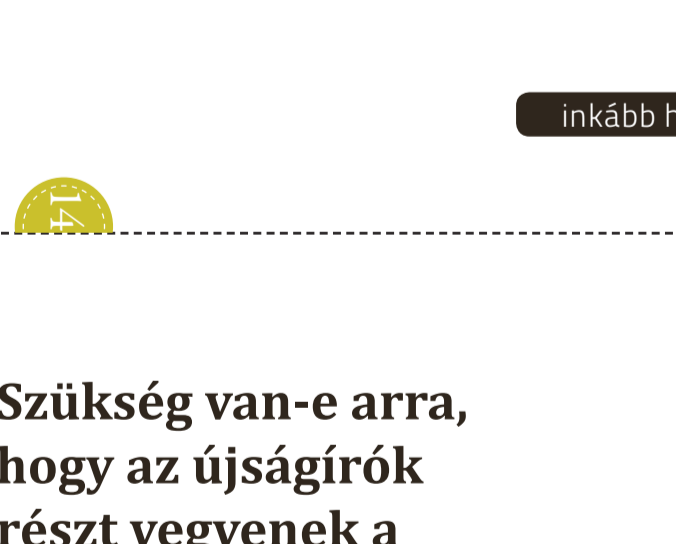 inkább
14
Szükség van-e arra,
hogy az újságírók
részt vegyenek a